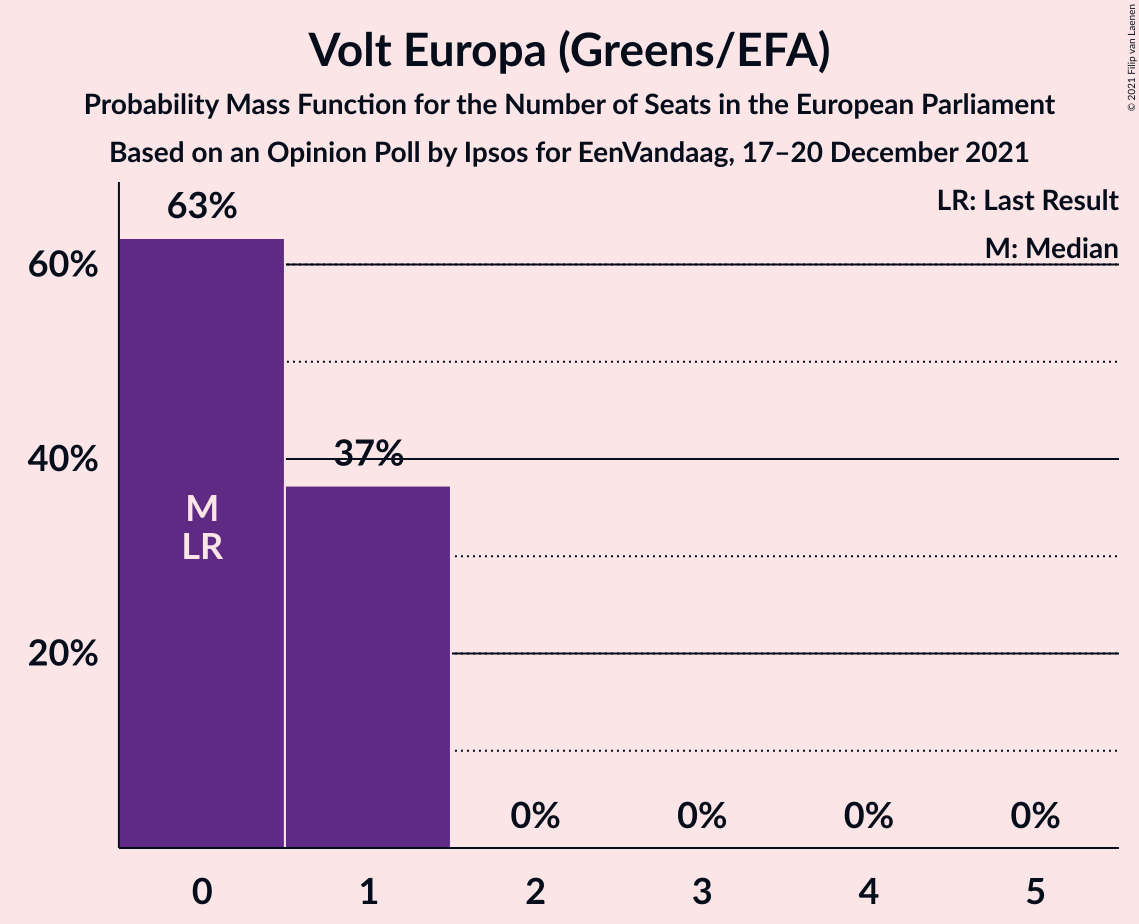 Volt Europa (Greens/EFA)
Probability Mass Function for the Number of Seats in the European Parliament
Based on an Opinion Poll by Ipsos for EenVandaag, 17–20 December 2021
© 2021 Filip van Laenen
LR: Last Result
M: Median
63%
60%
37%
40%
M
LR
20%
0% 0% 0% 0%
0 1 2 3 4 5